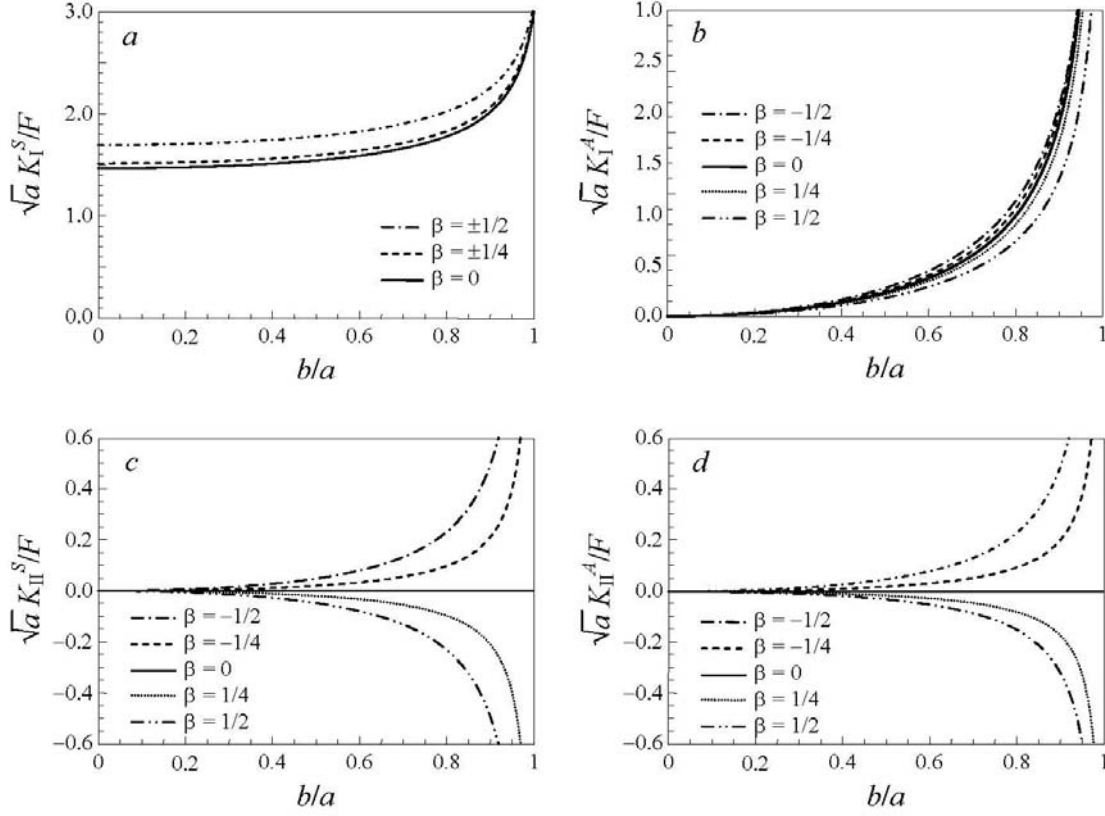 a
3.0
2.0
1.0
0.0
√a K_I^S/F
β = ±1/2
β = ±1/4
β = 0
0 0.2 0.4 0.6 0.8 1
b/a
b
1.0
2.5
2.0
1.5
1.0
0.5
1.0
√a K_I^A/F
β = –1/2
β = –1/4
β = 0
β = 1/4
β = 1/2
0 0.2 0.4 0.6 0.8 1
b/a
c
0.6
0.4
0.2
0.0
–0.2
–0.4
–0.6
√a K_II^S/F
β = –1/2
β = –1/4
β = 0
β = 1/4
β = 1/2
0 0.2 0.4 0.6 0.8 1
b/a
d
0.6
0.4
0.2
0.0
–0.2
–0.4
–0.6
√a K_II^A/F
β = –1/2
β = –1/4
β = 0
β = 1/4
β = 1/2
0 0.2 0.4 0.6 0.8 1
b/a